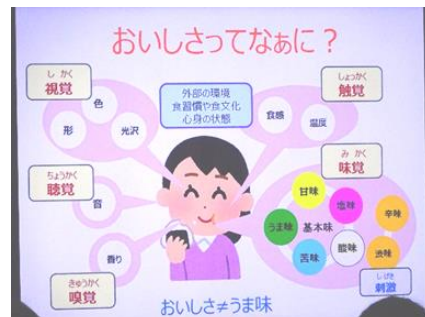 おいしさってなぁに？
しかく
視覚
色
形
光沢
外部の環境
食習慣や食文化
心身の状態
しょっかく
触覚
食感
温度
ちょうかく
聴覚
音
みかく
味覚
甘味
塩味
うま味
基本味
辛味
苦味
酸味
渋味
香り
きゅうかく
嗅覚
しげき
刺激
おいしさ≠うま味